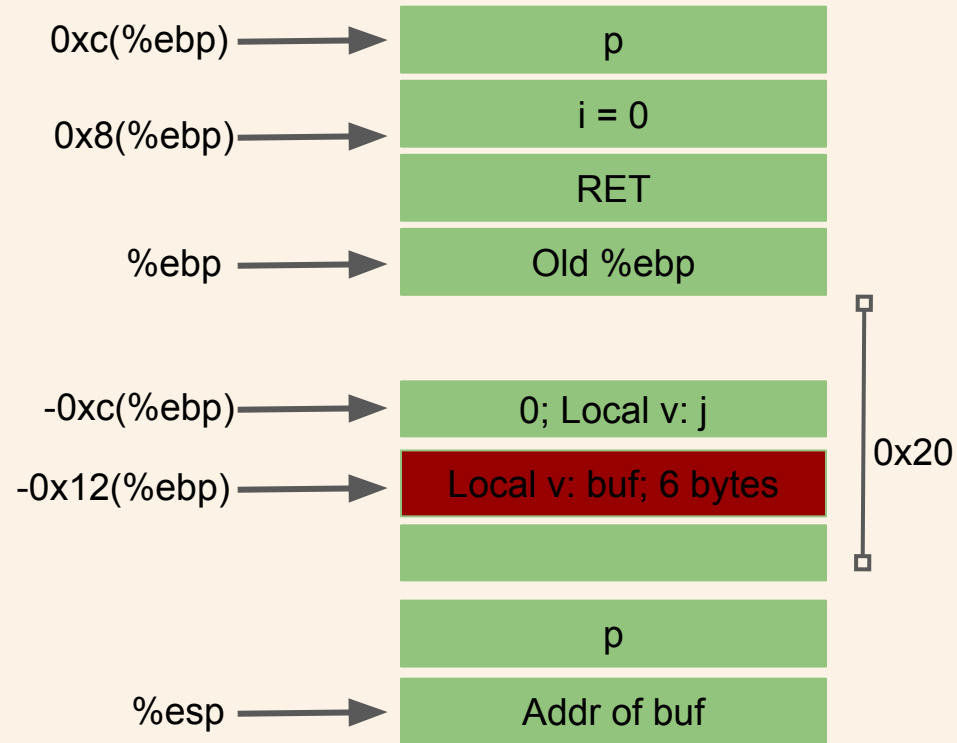 0xc(%ebp)
p
0x8(%ebp)
i = 0
RET
%ebp
Old %ebp
-0xc(%ebp)
0; Local v: j
0x20
-0x12(%ebp)
Local v: buf; 6 bytes
p
%esp
Addr of buf